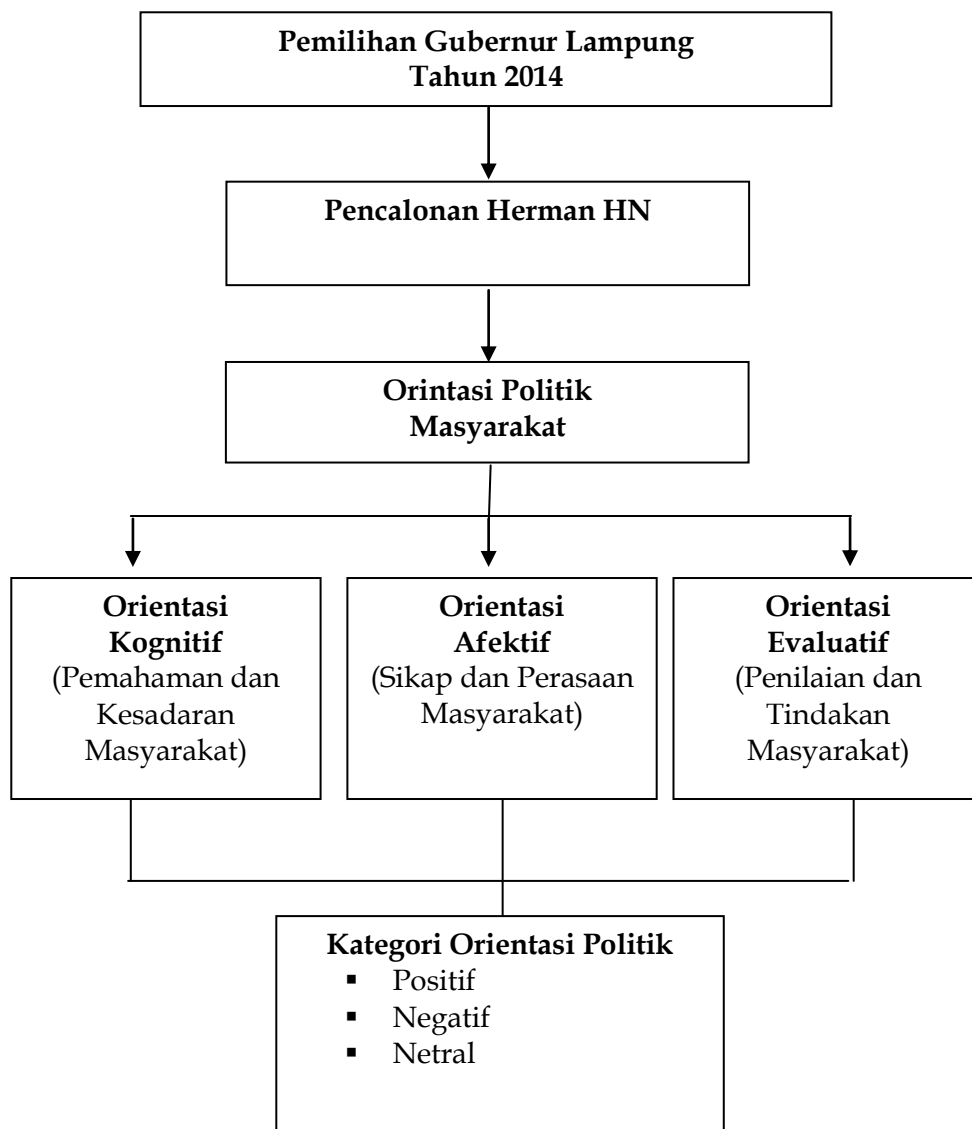 Pemilihan Gubernur Lampung
Tahun 2014
Pencalonan Herman HN
Orintasi Politik
Masyarakat
Orientasi
Kognitif
(Pemahaman dan
Kesadaran
Masyarakat)
Orientasi
Afektif
(Sikap dan Perasaan
Masyarakat)
Orientasi
Evaluatif
(Penilaian dan
Tindakan
Masyarakat)
Kategori Orientasi Politik
▪ Positif
▪ Negatif
▪ Netral